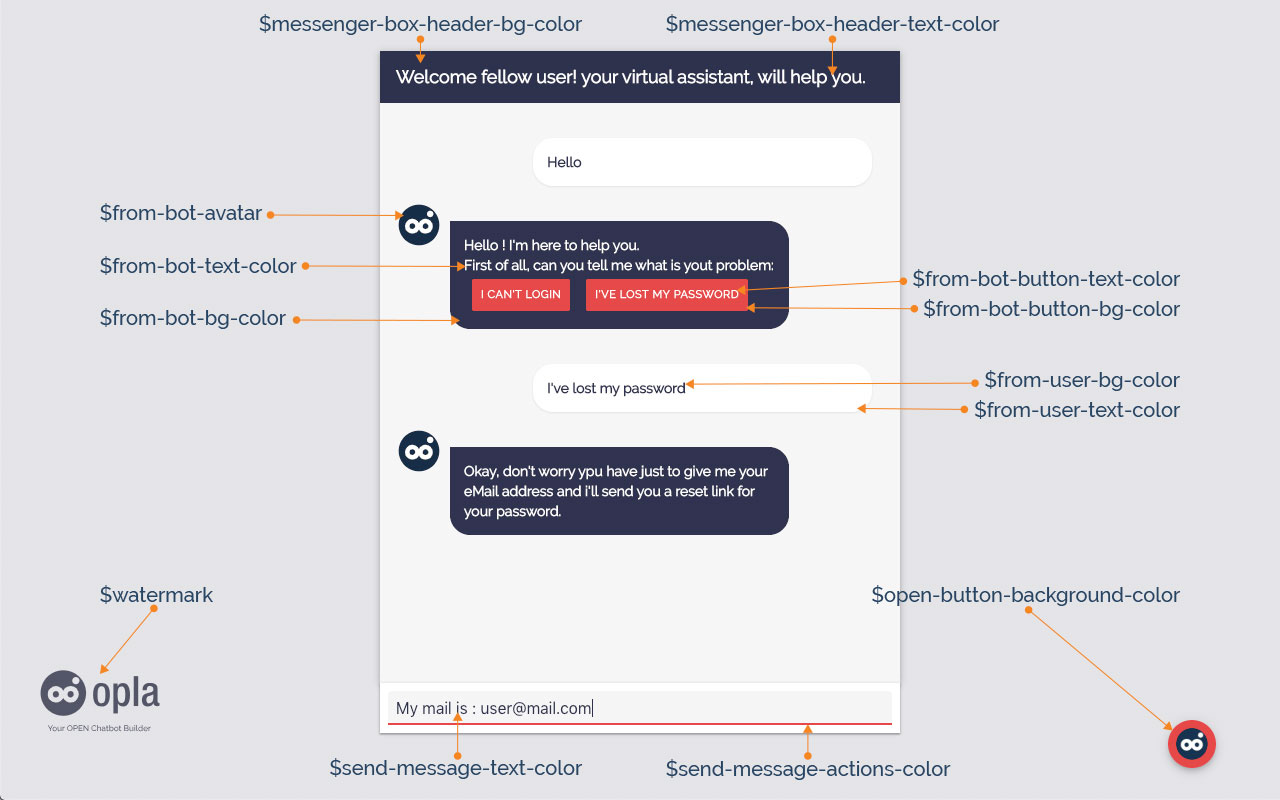 $messenger-box-header-bg-color
$messenger-box-header-text-color
Welcome fellow user! your virtual assistant, will help you.
Hello
$from-bot-avatar
Hello ! I'm here to help you.
$from-bot-text-color
First of all, can you tell me what is yout problem:
$from-bot-button-text-color
I CAN'T LOGIN
I'VE LOST MY PASSWORD
$from-bot-button-bg-color
$from-bot-bg-color
$from-user-bg-color
I've lost my password
$from-user-text-color
Okay, don't worry ypu have just to give me your
eMail address and i'll send you a reset link for
your password.
$watermark
$open-button-background-color
opla
Your OPEN Chatbot Builder
My mail is : user@mail.com
$send-message-text-color
$send-message-actions-color